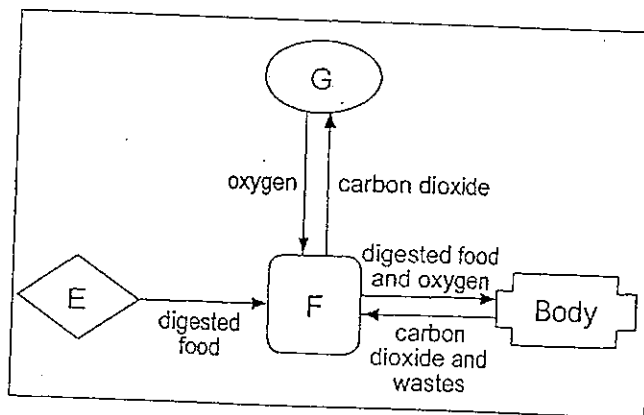 G
oxygen
carbon dioxide
E
digested
food
F
digested food
and oxygen
carbon
dioxide and
wastes
Body